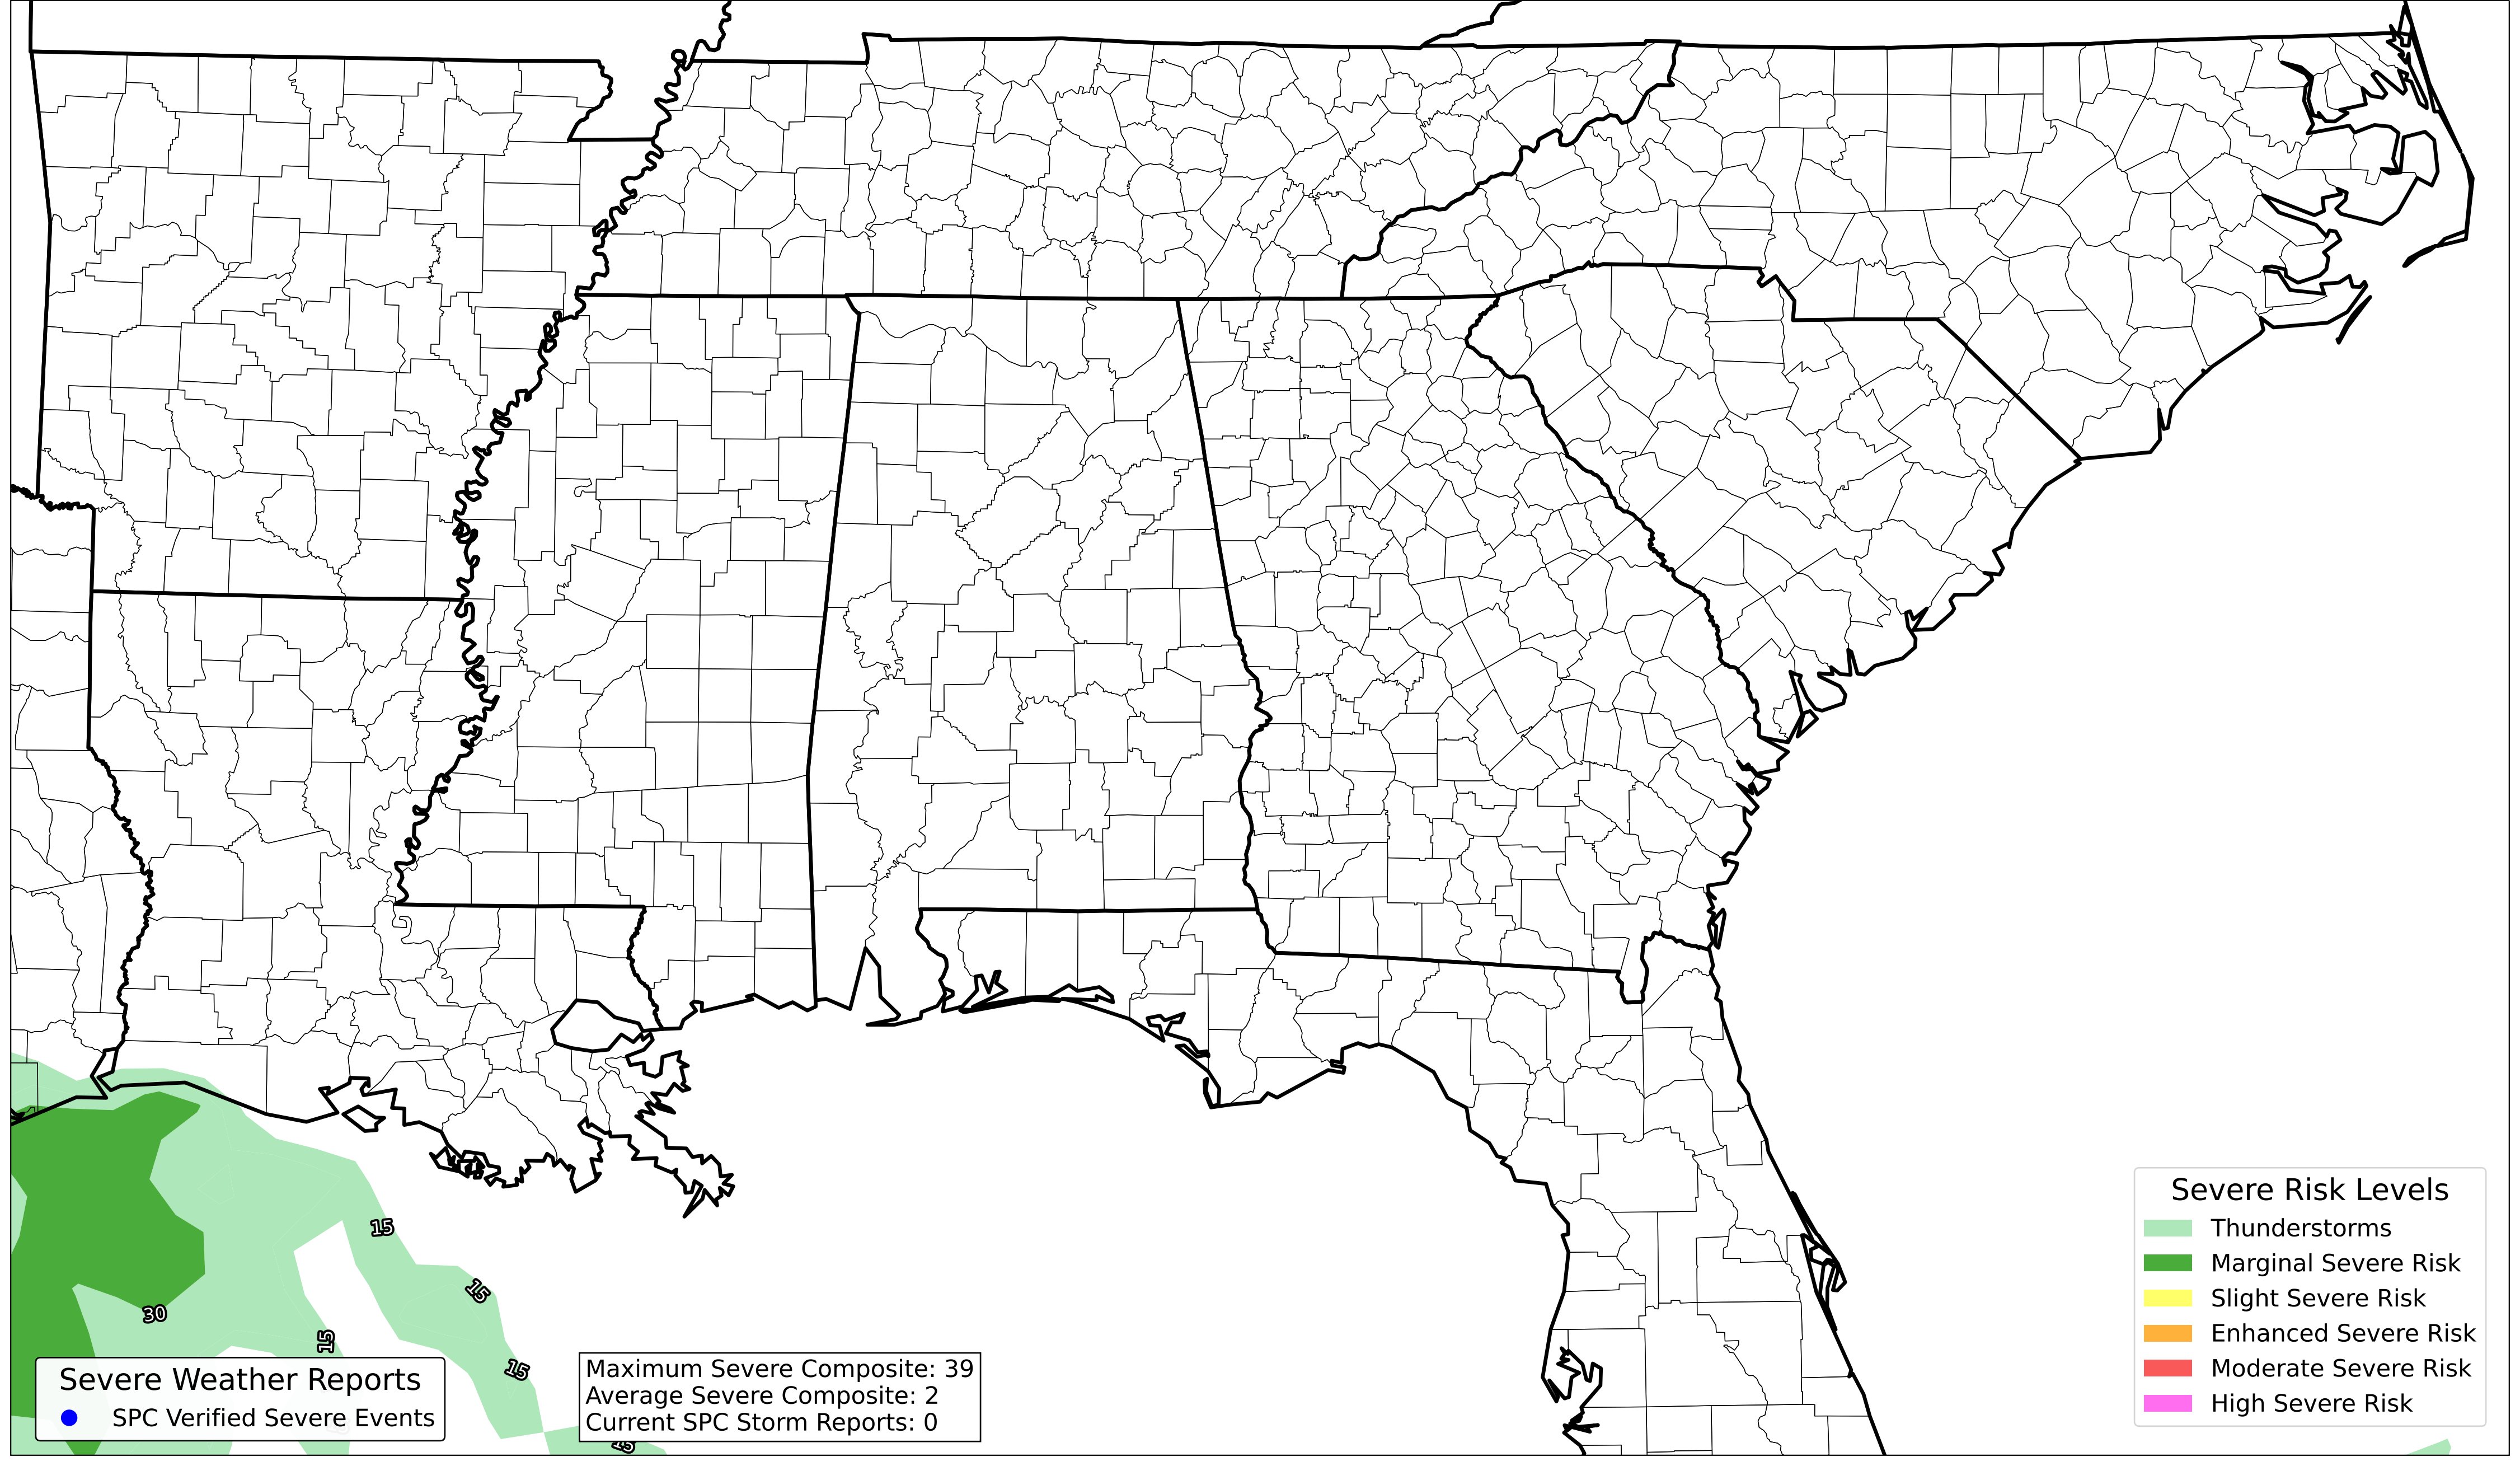 15
15
30
15
15
15
Severe Weather Reports
SPC Verified Severe Events
Maximum Severe Composite: 39
Average Severe Composite: 2
Current SPC Storm Reports: 0
Severe Risk Levels
Thunderstorms
Marginal Severe Risk
Slight Severe Risk
Enhanced Severe Risk
Moderate Severe Risk
High Severe Risk